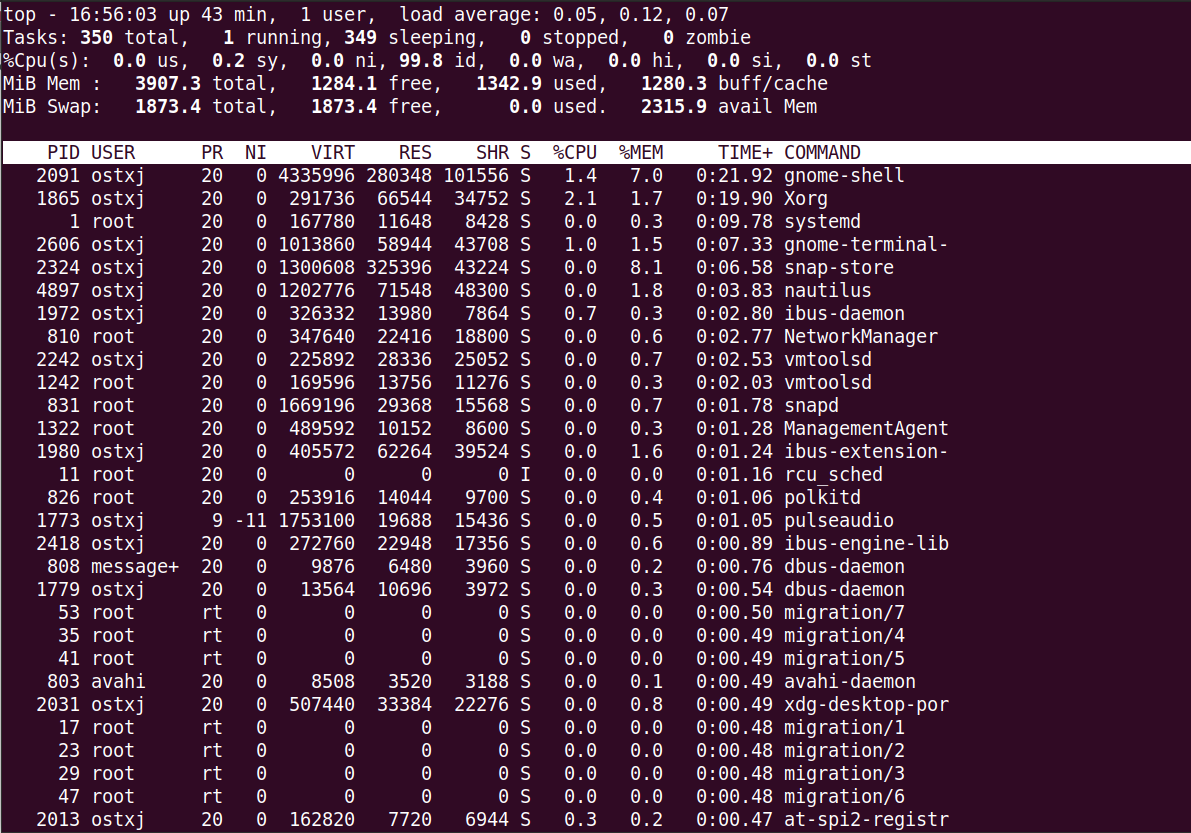 top - 16:56:03 up 43 min,  1 user,  load average: 0.05, 0.12, 0.07
Tasks: 350 total,   1 running, 349 sleeping,   0 stopped,   0 zombie
%Cpu(s):  0.0 us,  0.2 sy,  0.0 ni, 99.8 id,  0.0 wa,  0.0 hi,  0.0 si,  0.0 st
MiB Mem :   3907.3 total,   1284.1 free,   1342.9 used,   1280.3 buff/cache
MiB Swap:   1873.4 total,   1873.4 free,      0.0 used.   2315.9 avail Mem
    PID USER      PR  NI    VIRT    RES    SHR S  %CPU  %MEM     TIME+ COMMAND
   2091 ostxj     20   0 4335996 280348 101556 S   1.4   7.0   0:21.92 gnome-shell
   1865 ostxj     20   0  291736  66544  34752 S   2.1   1.7   0:19.90 Xorg
      1 root      20   0  167780  11648   8428 S   0.0   0.3   0:09.78 systemd
   2606 ostxj     20   0 1013860  58944  43708 S   1.0   1.5   0:07.33 gnome-terminal-
   2324 ostxj     20   0 1300608 325396  43224 S   0.0   8.1   0:06.58 snap-store
   4897 ostxj     20   0 1202776  71548  48300 S   0.0   1.8   0:03.83 nautilus
   1972 ostxj     20   0  326332  13980   7864 S   0.7   0.3   0:02.80 ibus-daemon
    810 root      20   0  347640  22416  18800 S   0.0   0.6   0:02.77 NetworkManager
   2242 ostxj     20   0  225892  28336  25052 S   0.0   0.7   0:02.53 vmtoolsd
   1242 root      20   0  169596  13756  11276 S   0.0   0.3   0:02.03 vmtoolsd
    831 root      20   0 1669196  29368  15568 S   0.0   0.7   0:01.78 snapd
   1322 root      20   0  489592  10152   8600 S   0.0   0.3   0:01.28 ManagementAgent
   1980 ostxj     20   0  405572  62264  39524 S   0.0   1.6   0:01.24 ibus-extension-
     11 root      20   0       0      0      0 I   0.0   0.0   0:01.16 rcu_sched
    826 root      20   0  253916  14044   9700 S   0.0   0.4   0:01.06 polkitd
   1773 ostxj      9 -11 1753100  19688  15436 S   0.0   0.5   0:01.05 pulseaudio
   2418 ostxj     20   0  272760  22948  17356 S   0.0   0.6   0:00.89 ibus-engine-lib
    808 message+  20   0    9876   6480   3960 S   0.0   0.2   0:00.76 dbus-daemon
   1779 ostxj     20   0   13564  10696   3972 S   0.0   0.3   0:00.54 dbus-daemon
     53 root      rt   0       0      0      0 S   0.0   0.0   0:00.50 migration/7
     35 root      rt   0       0      0      0 S   0.0   0.0   0:00.49 migration/4
     41 root      rt   0       0      0      0 S   0.0   0.0   0:00.49 migration/5
    803 avahi     20   0    8508   3520   3188 S   0.0   0.1   0:00.49 avahi-daemon
   2031 ostxj     20   0  507440  33384  22276 S   0.0   0.8   0:00.49 xdg-desktop-por
     17 root      rt   0       0      0      0 S   0.0   0.0   0:00.48 migration/1
     23 root      rt   0       0      0      0 S   0.0   0.0   0:00.48 migration/2
     29 root      rt   0       0      0      0 S   0.0   0.0   0:00.48 migration/3
     47 root      rt   0       0      0      0 S   0.0   0.0   0:00.48 migration/6
   2013 ostxj     20   0  162820   7720   6944 S   0.3   0.2   0:00.47 at-spi2-registr